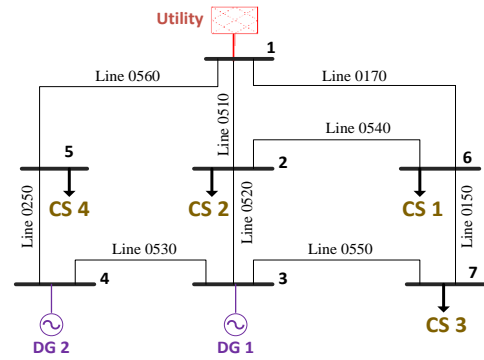 Utility
1
Line 0560
Line 0170
Line 0510
Line 0540
5
2
6
CS 4
CS 2
CS 1
Line 0250
Line 0520
Line 0150
Line 0530
Line 0550
4
3
7
DG 2
DG 1
CS 3